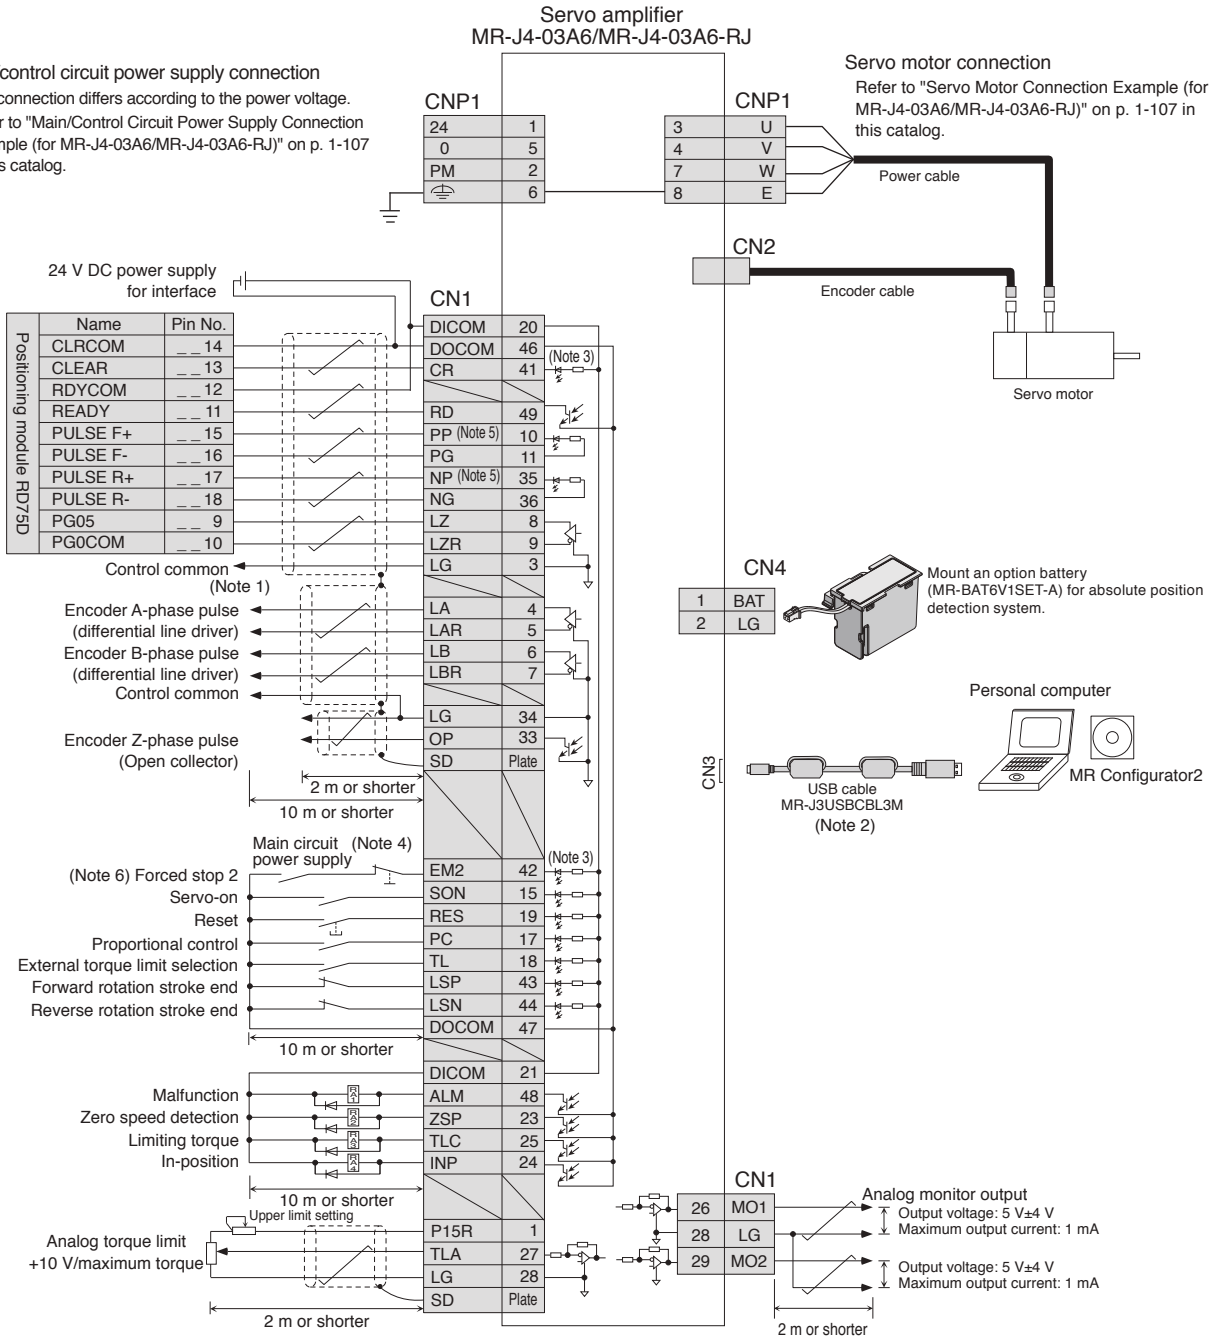 Servo amplifier
MR-J4-03A6/MR-J4-03A6-RJ
/control circuit power supply connection
connection differs according to the power voltage.
r to "Main/Control Circuit Power Supply Connection
mple (for MR-J4-03A6/MR-J4-03A6-RJ)" on p. 1-107
s catalog.
CNP1
24 1
0 5
PM 2
6
CNP1
3 U
4 V
7 W
8 E
Servo motor connection
Refer to "Servo Motor Connection Example (for
MR-J4-03A6/MR-J4-03A6-RJ)" on p. 1-107 in
this catalog.
Power cable
CN2
Encoder cable
Servo motor
24 V DC power supply
for interface
Positioning module RD75D
Name Pin No.
CLRCOM _ _ 14
CLEAR _ _ 13
RDYCOM _ _ 12
READY _ _ 11
PULSE F+ _ _ 15
PULSE F- _ _ 16
PULSE R+ _ _ 17
PULSE R- _ _ 18
PG05 _ _ 9
PG0COM _ _ 10
CN1
DICOM 20
DOCOM 46
CR 41
(Note 3)
RD 49
PP (Note 5) 10
PG 11
NP (Note 5) 35
NG 36
LZ 8
LZR 9
LG 3
Control common
(Note 1)
Encoder A-phase pulse
(differential line driver)
Encoder B-phase pulse
(differential line driver)
Control common
LA 4
LAR 5
LB 6
LBR 7
LG 34
OP 33
SD Plate
Encoder Z-phase pulse
(Open collector)
2 m or shorter
10 m or shorter
CN4
1 BAT
2 LG
Mount an option battery
(MR-BAT6V1SET-A) for absolute position
detection system.
Personal computer
CN3
USB cable
MR-J3USBCBL3M
(Note 2)
MR Configurator2
Main circuit
power supply
(Note 4)
(Note 6) Forced stop 2
Servo-on
Reset
Proportional control
External torque limit selection
Forward rotation stroke end
Reverse rotation stroke end
EM2 42
(Note 3)
SON 15
RES 19
PC 17
TL 18
LSP 43
LSN 44
DOCOM 47
10 m or shorter
DICOM 21
Malfunction RA1 ALM 48
Zero speed detection RA2 ZSP 23
Limiting torque RA3 TLC 25
In-position RA4 INP 24
10 m or shorter
Upper limit setting
Analog torque limit
+10 V/maximum torque
P15R 1
TLA 27
LG 28
SD Plate
2 m or shorter
CN1
26 MO1
28 LG
29 MO2
Analog monitor output
Output voltage: 5 V±4 V
Maximum output current: 1 mA
Output voltage: 5 V±4 V
Maximum output current: 1 mA
2 m or shorter